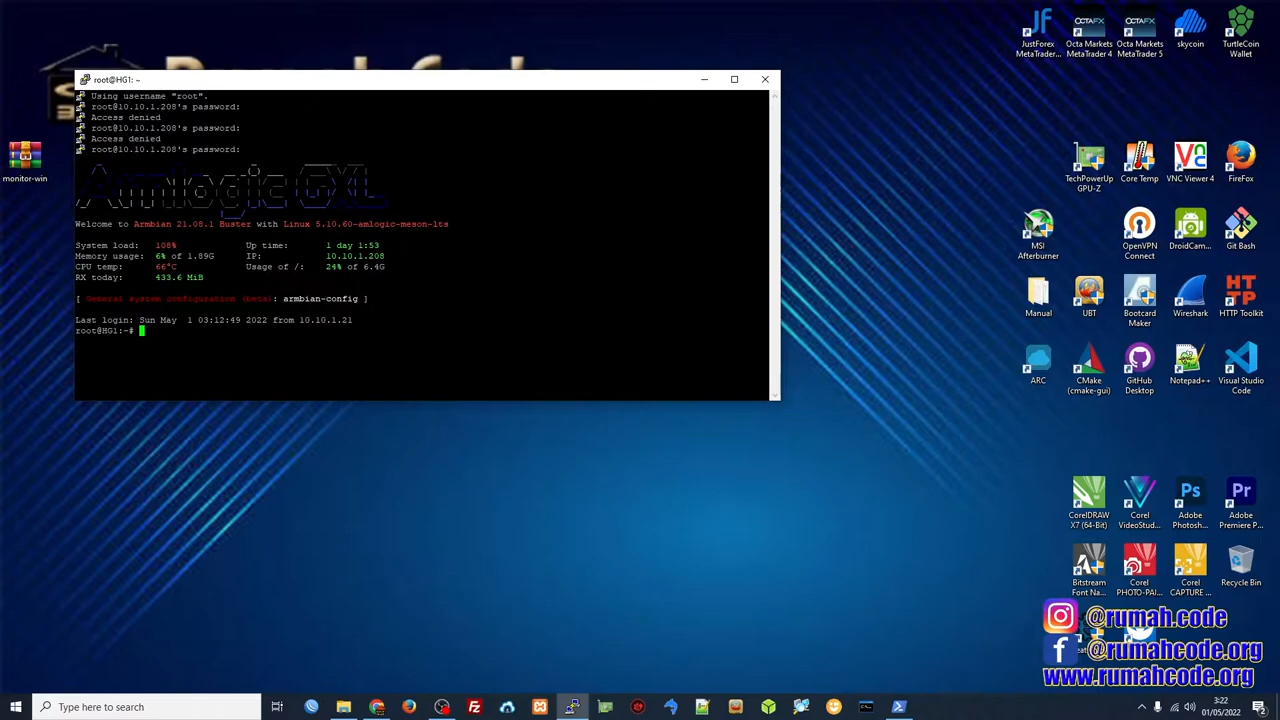 root@HG1: ~
Using username "root".
root@10.10.1.208's password:
Access denied
root@10.10.1.208's password:
Access denied
root@10.10.1.208's password:
Welcome to Armbian 21.08.1 Buster with Linux 5.10.60-amlogic-meson-lts
System load: 108% Up time: 1 day 1:53
Memory usage: 6% of 1.89G IP: 10.10.1.208
CPU temp: 66°C Usage of /: 24% of 6.4G
RX today: 433.6 MiB
[ General system configuration (beta): armbian-config ]
Last login: Sun May 1 03:12:49 2022 from 10.10.1.21
root@HG1:~#
monitor-win
JustForex MetaTrader...
Octa Markets MetaTrader 4
Octa Markets MetaTrader 5
skycoin
TurtleCoin Wallet
TechPowerUp GPU-Z
Core Temp
VNC Viewer 4
FireFox
MSI Afterburner
OpenVPN Connect
DroidCam...
Git Bash
Manual
UBT
Bootcard Maker
Wireshark
HTTP Toolkit
ARC
CMake (cmake-gui)
GitHub Desktop
Notepad++
Visual Studio Code
CorelDRAW X7 (64-Bit)
Corel VideoStud...
Adobe Photosh...
Adobe Premiere P...
Bitstream Font Na...
Corel PHOTO-PAI...
Corel CAPTURE ...
Recycle Bin
@rumah.code
@rumahcode.org
www.rumahcode.org
Type here to search
3:22
01/05/2022